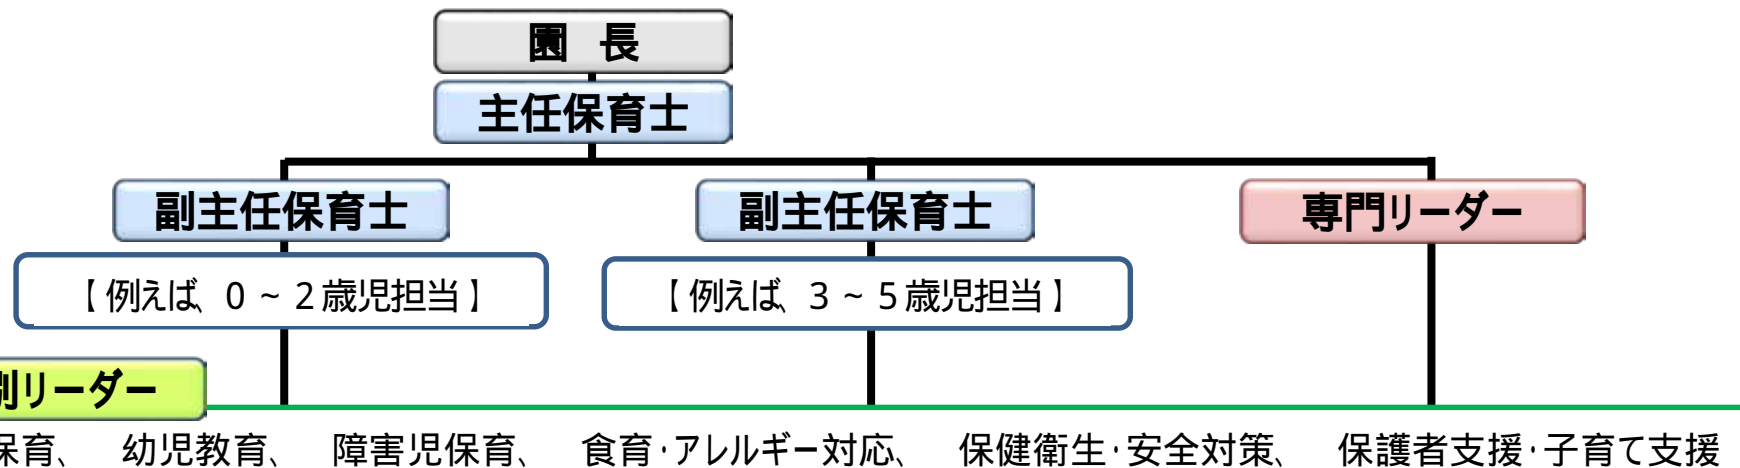 園 長
主任保育士
副主任保育士 副主任保育士 専門リーダー
【例えば、0~2歳児担当】 【例えば、3~5歳児担当】
リーダー
保育、 幼児教育、 障害児保育、 食育・アレルギー対応、 保健衛生・安全対策、 保護者支援・子育て支援